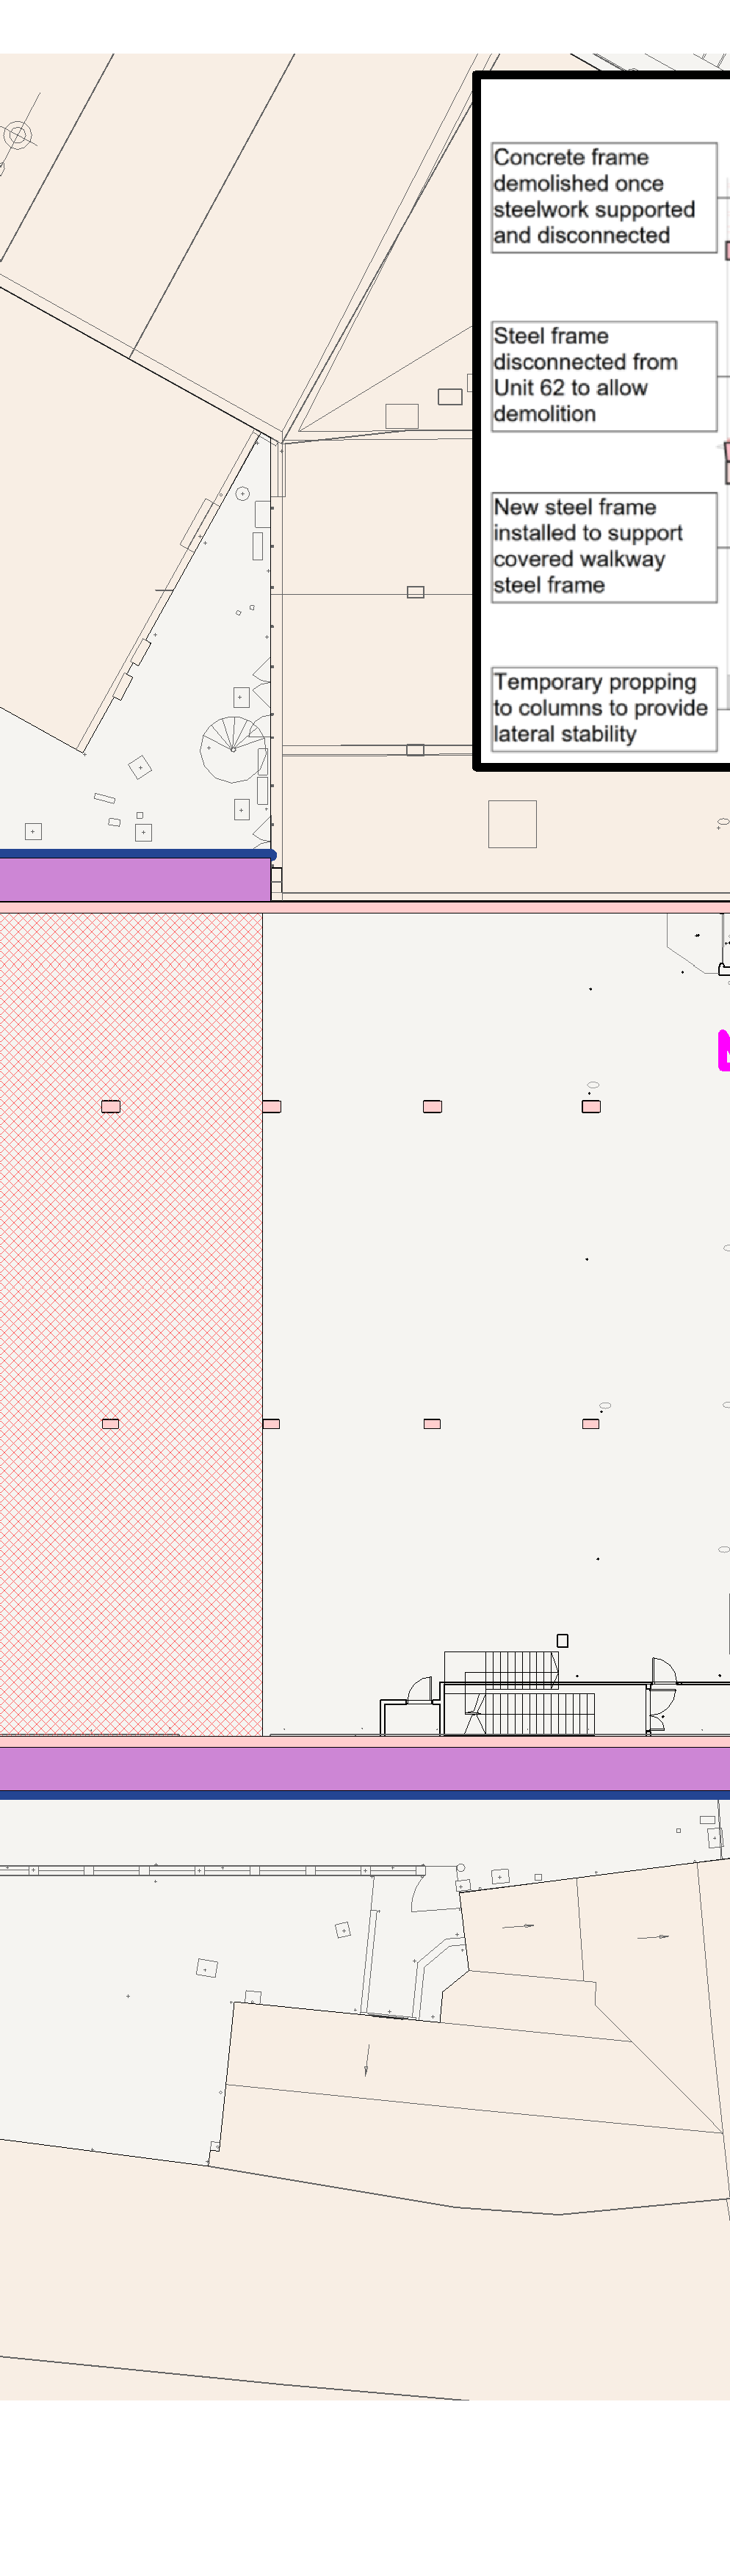 Concrete frame
demolished once
steelwork supported
and disconnected
Steel frame
disconnected from
Unit 62 to allow
demolition
New steel frame
installed to support
covered walkway
steel frame
Temporary propping
to columns to provide
lateral stability